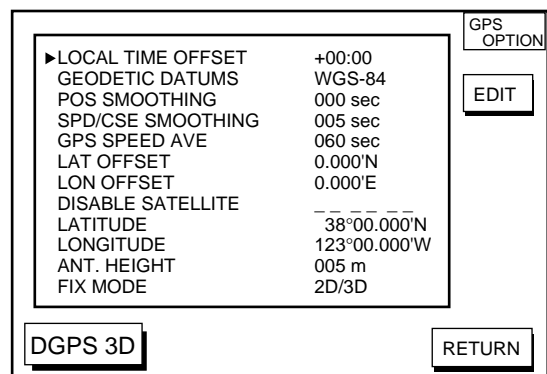 GPS
OPTION
▶LOCAL TIME OFFSET +00:00
GEODETIC DATUMS WGS-84
POS SMOOTHING 000 sec
SPD/CSE SMOOTHING 005 sec
GPS SPEED AVE 060 sec
LAT OFFSET 0.000'N
LON OFFSET 0.000'E
DISABLE SATELLITE _ _ _ _ _ _
LATITUDE 38°00.000'N
LONGITUDE 123°00.000'W
ANT. HEIGHT 005 m
FIX MODE 2D/3D
EDIT
DGPS 3D
RETURN